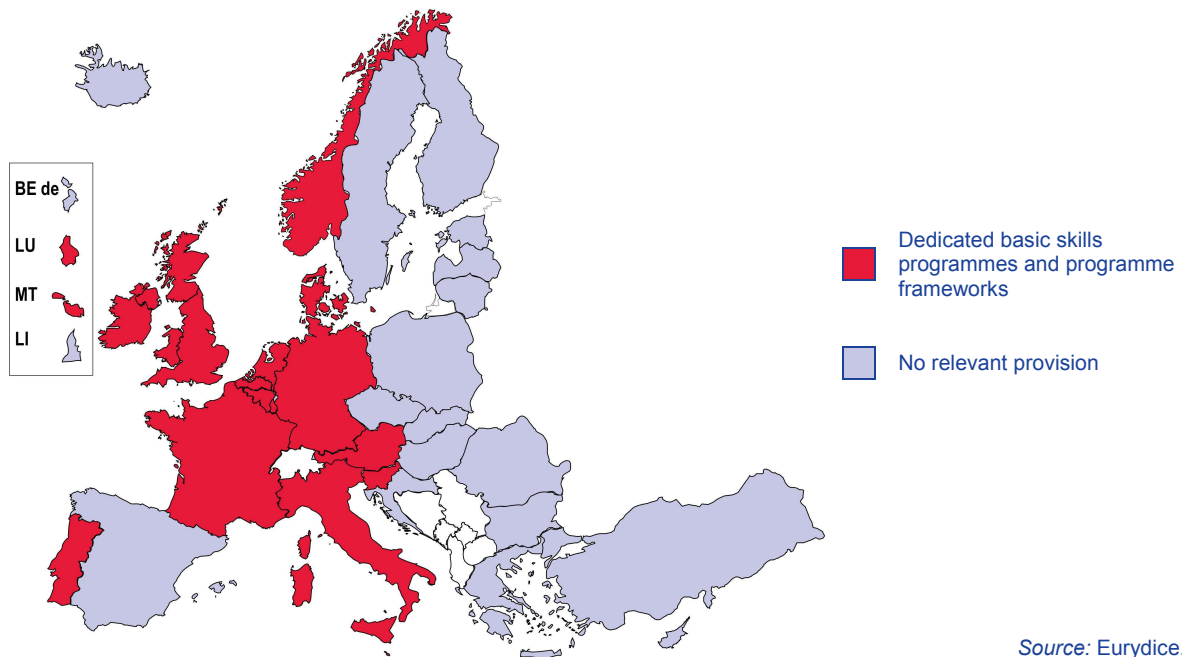 BE de
LU
MT
LI
Dedicated basic skills
programmes and programme
frameworks
No relevant provision
Source: Eurydice.